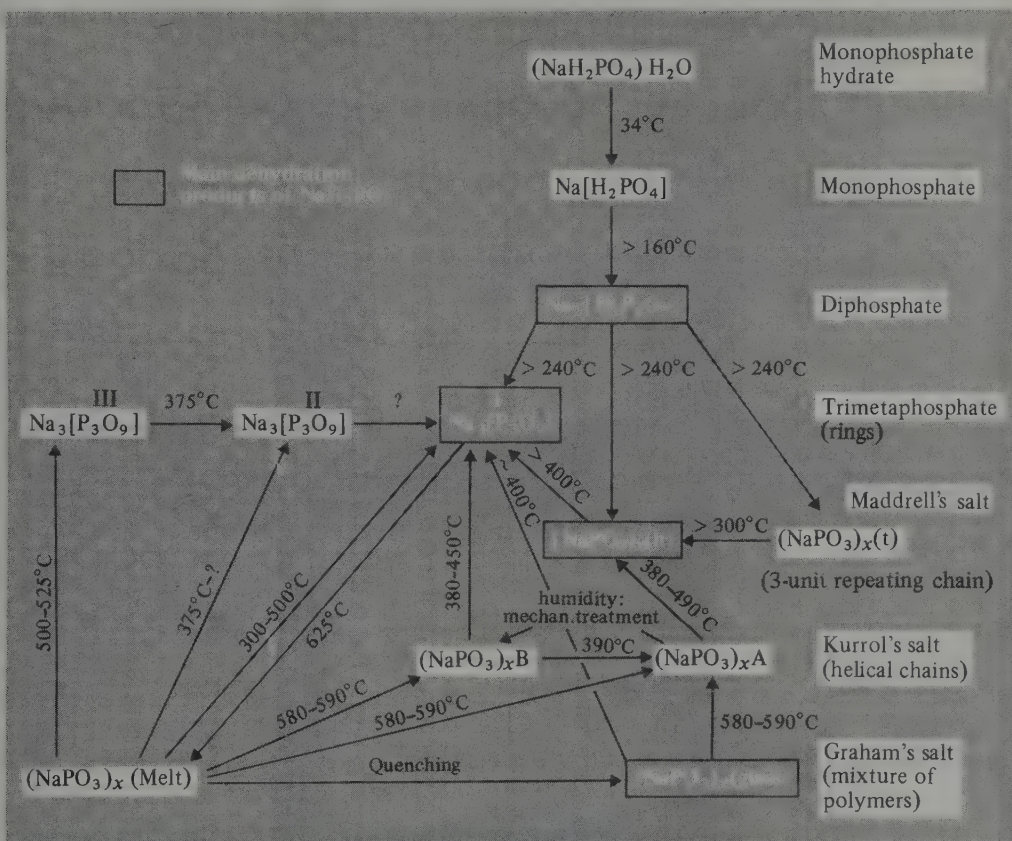 (NaH₂PO₄) H₂O
Monophosphate
hydrate
34°C
Na[H₂PO₄]
Monophosphate
> 160°C
Diphosphate
> 240°C
> 240°C
> 240°C
III
Na₃[P₃O₉]
375°C
II
Na₃[P₃O₉]
?
Trimetaphosphate
(rings)
~400°C
> 400°C
Maddrell's salt
> 300°C
(NaPO₃)ₓ(t)
(3-unit repeating chain)
500–525°C
375°C–?
300–500°C
625°C
380–450°C
humidity:
mechan.treatment
380–490°C
(NaPO₃)ₓB
390°C
(NaPO₃)ₓA
Kurrol's salt
(helical chains)
580–590°C
580–590°C
580–590°C
(NaPO₃)ₓ (Melt)
Quenching
Graham's salt
(mixture of
polymers)